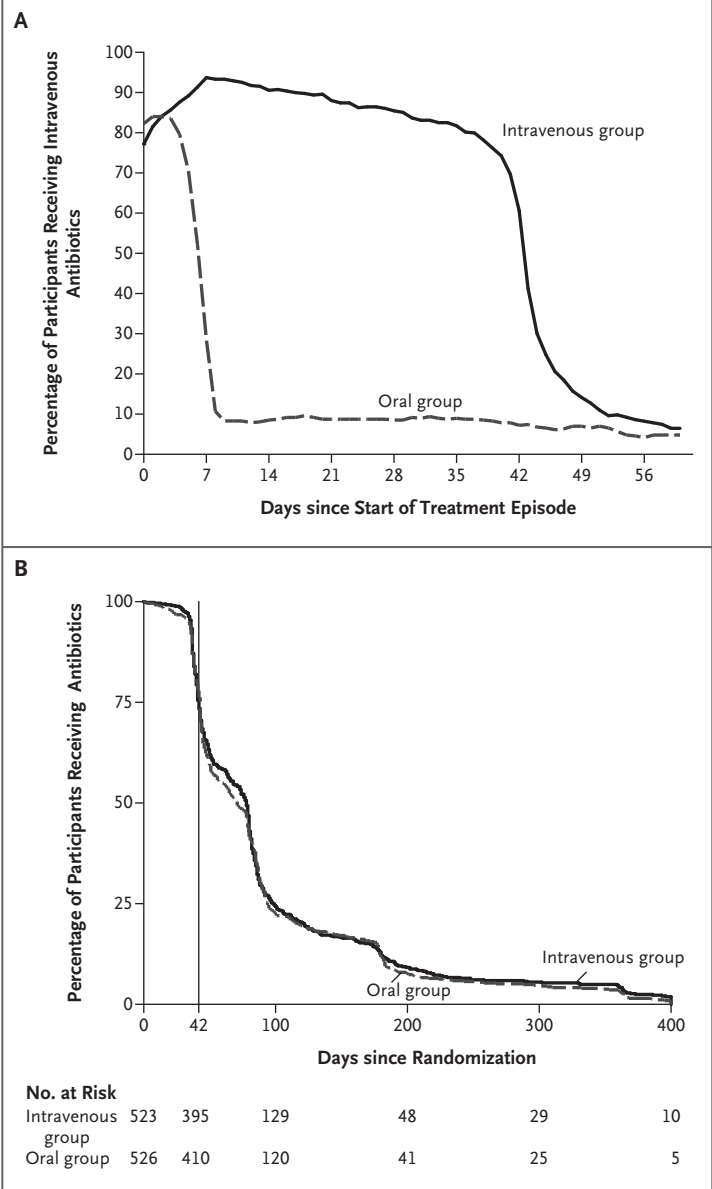 A
Percentage of Participants Receiving Intravenous
Antibiotics
100
90
80
70
60
50
40
30
20
10
0
Intravenous group
Oral group
0 7 14 21 28 35 42 49 56
Days since Start of Treatment Episode
B
Percentage of Participants Receiving Antibiotics
100
75
50
25
0
Intravenous group
Oral group
0 42 100 200 300 400
Days since Randomization
No. at Risk
Intravenous 523 395 129 48 29 10
group
Oral group 526 410 120 41 25 5